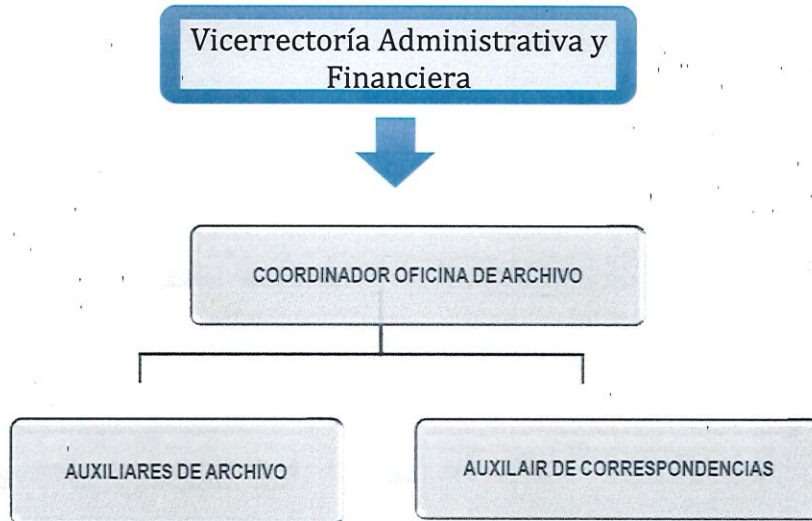 Vicerrectoría Administrativa y
Financiera
COORDINADOR OFICINA DE ARCHIVO
AUXILIARES DE ARCHIVO
AUXILAIR DE CORRESPONDENCIAS